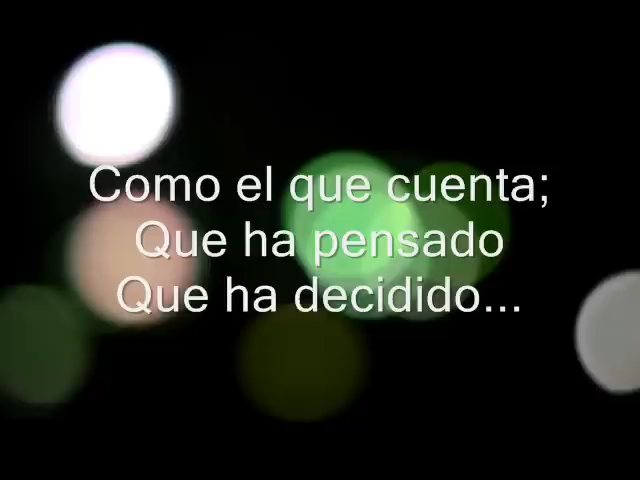 Como el que cuenta;
Que ha pensado
Que ha decidido...